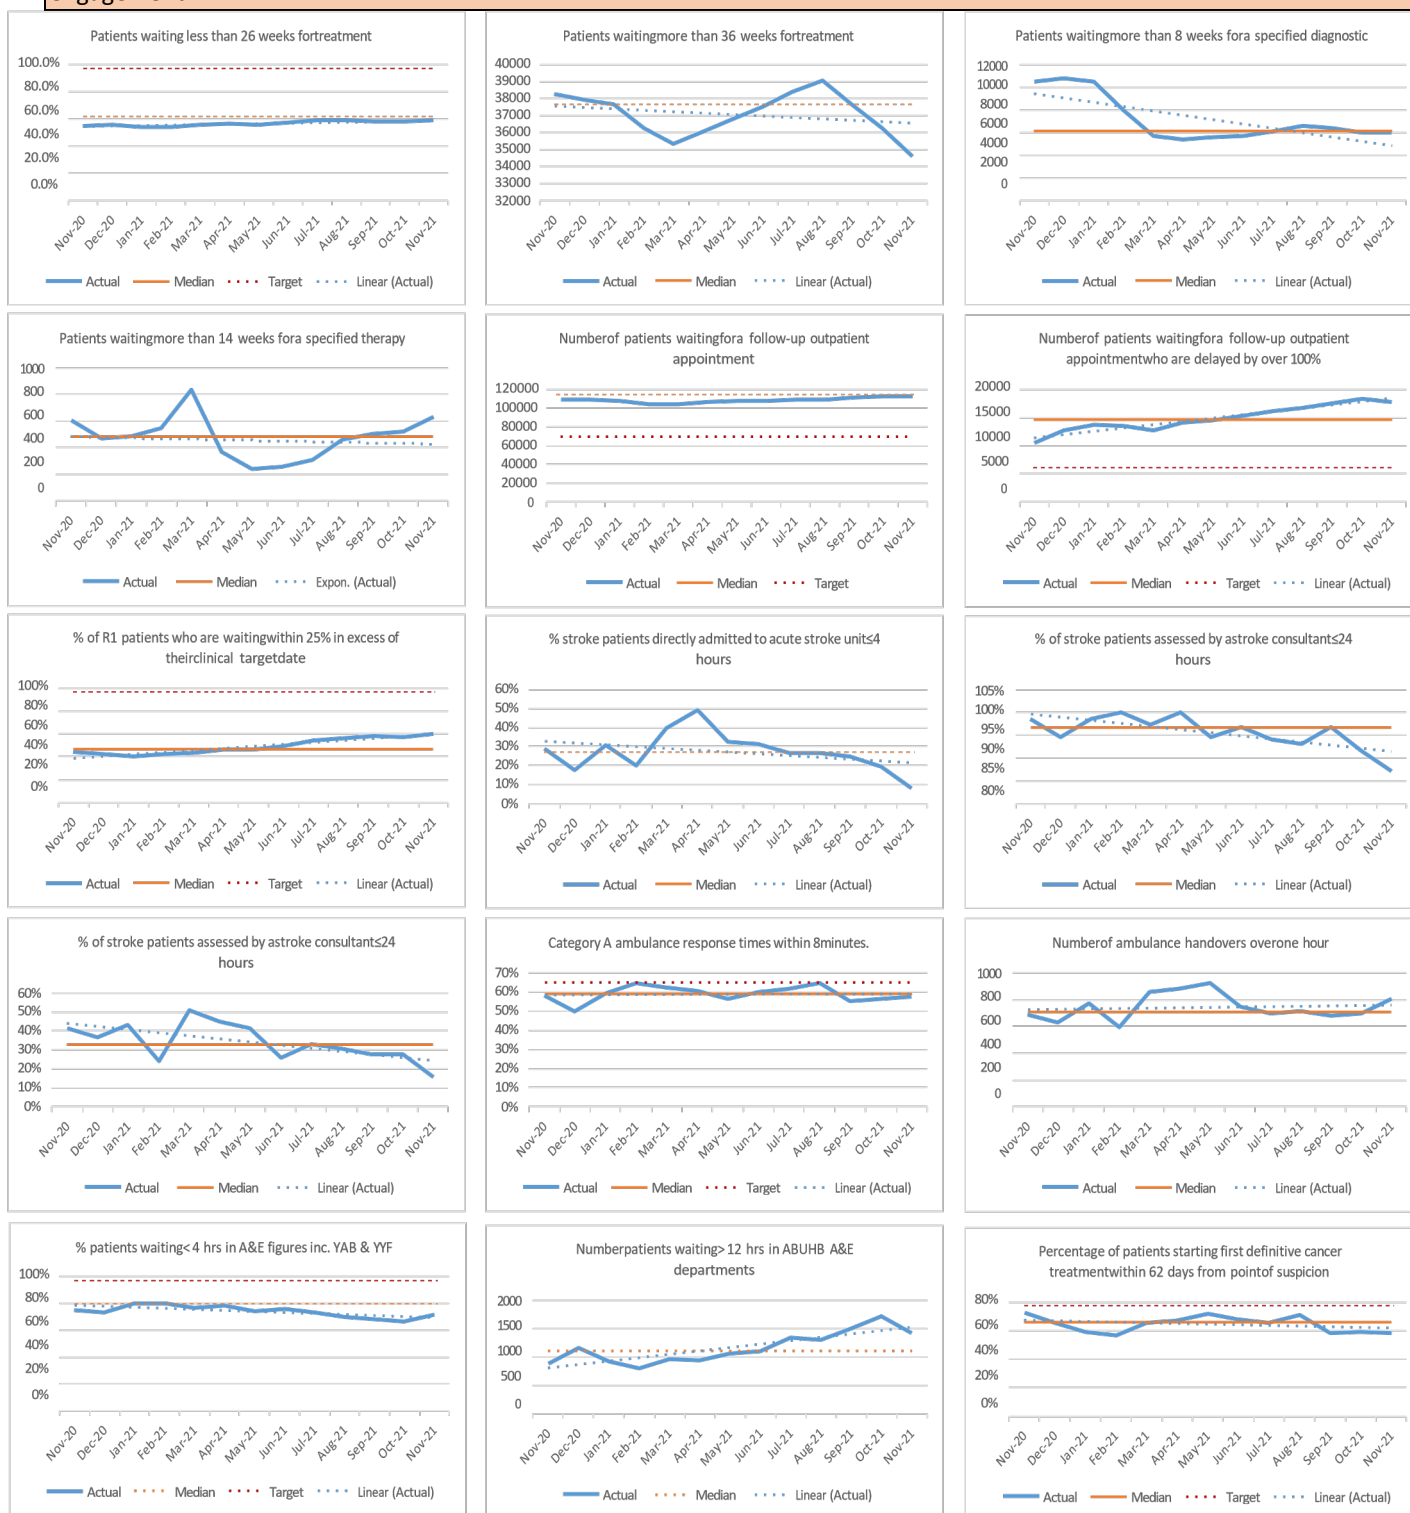 Patients waiting less than 26 weeks fortreatment
100.0%
80.0%
60.0%
40.0%
20.0%
0.0%
Nov-20 Dec-20 Jan-21 Feb-21 Mar-21 Apr-21 May-21 Jun-21 Jul-21 Aug-21 Sep-21 Oct-21 Nov-21
Actual Median Target Linear (Actual)
Patients waitingmore than 36 weeks fortreatment
40000
39000
38000
37000
36000
35000
34000
33000
32000
Nov-20 Dec-20 Jan-21 Feb-21 Mar-21 Apr-21 May-21 Jun-21 Jul-21 Aug-21 Sep-21 Oct-21 Nov-21
Actual Median Linear (Actual)
Patients waitingmore than 8 weeks fora specified diagnostic
12000
10000
8000
6000
4000
2000
0
Nov-20 Dec-20 Jan-21 Feb-21 Mar-21 Apr-21 May-21 Jun-21 Jul-21 Aug-21 Sep-21 Oct-21 Nov-21
Actual Median Linear (Actual)
Patients waitingmore than 14 weeks fora specified therapy
1000
800
600
400
200
0
Nov-20 Dec-20 Jan-21 Feb-21 Mar-21 Apr-21 May-21 Jun-21 Jul-21 Aug-21 Sep-21 Oct-21 Nov-21
Actual Median Expon. (Actual)
Numberof patients waitingfora follow-up outpatient
appointment
120000
100000
80000
60000
40000
20000
0
Nov-20 Dec-20 Jan-21 Feb-21 Mar-21 Apr-21 May-21 Jun-21 Jul-21 Aug-21 Sep-21 Oct-21 Nov-21
Actual Median Target
Numberof patients waitingfora follow-up outpatient
appointmentwho are delayed by over 100%
20000
15000
10000
5000
0
Nov-20 Dec-20 Jan-21 Feb-21 Mar-21 Apr-21 May-21 Jun-21 Jul-21 Aug-21 Sep-21 Oct-21 Nov-21
Actual Median Target Linear (Actual)
% of R1 patients who are waitingwithin 25% in excess of
theirclinical targetdate
100%
80%
60%
40%
20%
0%
Nov-20 Dec-20 Jan-21 Feb-21 Mar-21 Apr-21 May-21 Jun-21 Jul-21 Aug-21 Sep-21 Oct-21 Nov-21
Actual Median Target Linear (Actual)
% stroke patients directly admitted to acute stroke unit≤4
hours
60%
50%
40%
30%
20%
10%
0%
Nov-20 Dec-20 Jan-21 Feb-21 Mar-21 Apr-21 May-21 Jun-21 Jul-21 Aug-21 Sep-21 Oct-21 Nov-21
Actual Median Linear (Actual)
% of stroke patients assessed by astroke consultant≤24
hours
105%
100%
95%
90%
85%
80%
Nov-20 Dec-20 Jan-21 Feb-21 Mar-21 Apr-21 May-21 Jun-21 Jul-21 Aug-21 Sep-21 Oct-21 Nov-21
Actual Median Linear (Actual)
% of stroke patients assessed by astroke consultant≤24
hours
60%
50%
40%
30%
20%
10%
0%
Nov-20 Dec-20 Jan-21 Feb-21 Mar-21 Apr-21 May-21 Jun-21 Jul-21 Aug-21 Sep-21 Oct-21 Nov-21
Actual Median Linear (Actual)
Category A ambulance response times within 8minutes.
70%
60%
50%
40%
30%
20%
10%
0%
Nov-20 Dec-20 Jan-21 Feb-21 Mar-21 Apr-21 May-21 Jun-21 Jul-21 Aug-21 Sep-21 Oct-21 Nov-21
Actual Median Target Linear (Actual)
Numberof ambulance handovers overone hour
1000
800
600
400
200
0
Nov-20 Dec-20 Jan-21 Feb-21 Mar-21 Apr-21 May-21 Jun-21 Jul-21 Aug-21 Sep-21 Oct-21 Nov-21
Actual Median Linear (Actual)
% patients waiting< 4 hrs in A&E figures inc. YAB & YYF
100%
80%
60%
40%
20%
0%
Nov-20 Dec-20 Jan-21 Feb-21 Mar-21 Apr-21 May-21 Jun-21 Jul-21 Aug-21 Sep-21 Oct-21 Nov-21
Actual Median Target Linear (Actual)
Numberpatients waiting> 12 hrs in ABUHB A&E
departments
2000
1500
1000
500
0
Nov-20 Dec-20 Jan-21 Feb-21 Mar-21 Apr-21 May-21 Jun-21 Jul-21 Aug-21 Sep-21 Oct-21 Nov-21
Actual Median Linear (Actual)
Percentage of patients starting first definitive cancer
treatmentwithin 62 days from pointof suspicion
80%
60%
40%
20%
0%
Nov-20 Dec-20 Jan-21 Feb-21 Mar-21 Apr-21 May-21 Jun-21 Jul-21 Aug-21 Sep-21 Oct-21 Nov-21
Actual Median Target Linear (Actual)